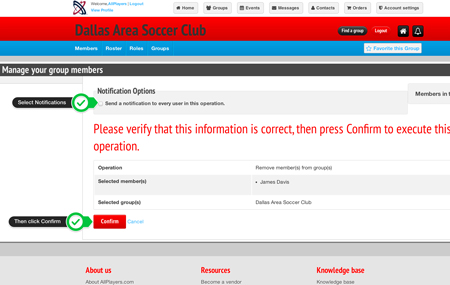 Welcome AllPlayers | Logout
View Profile
Home
Groups
Events
Messages
Contacts
Orders
Account settings
Dallas Area Soccer Club
Find a group
Logout
Members Roster Roles Groups
Favorite this Group
Manage your group members
Notification Options
Members in t
Select Notifications
Send a notification to every user in this operation.
Please verify that this information is correct, then press Confirm to execute this
operation.
Operation Remove member(s) from group(s)
Selected member(s) • James Davis
Selected group(s) Dallas Area Soccer Club
Then click Confirm
Confirm Cancel
About us Resources Knowledge base
About AllPlayers.com Become a vendor Knowledge base